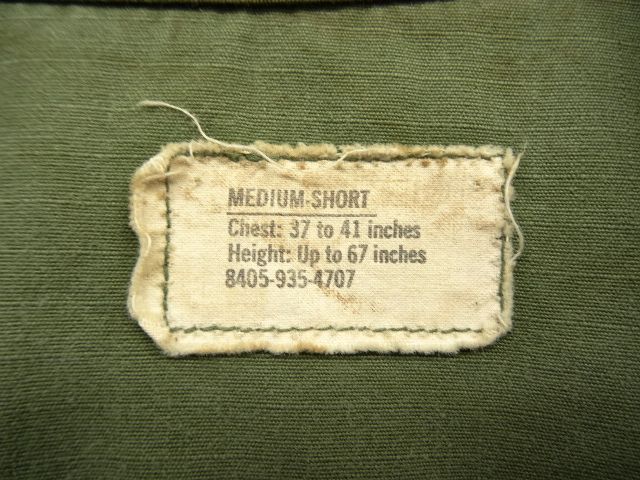 MEDIUM-SHORT
Chest: 37 to 41 inches
Height: Up to 67 inches
8405-935-4707